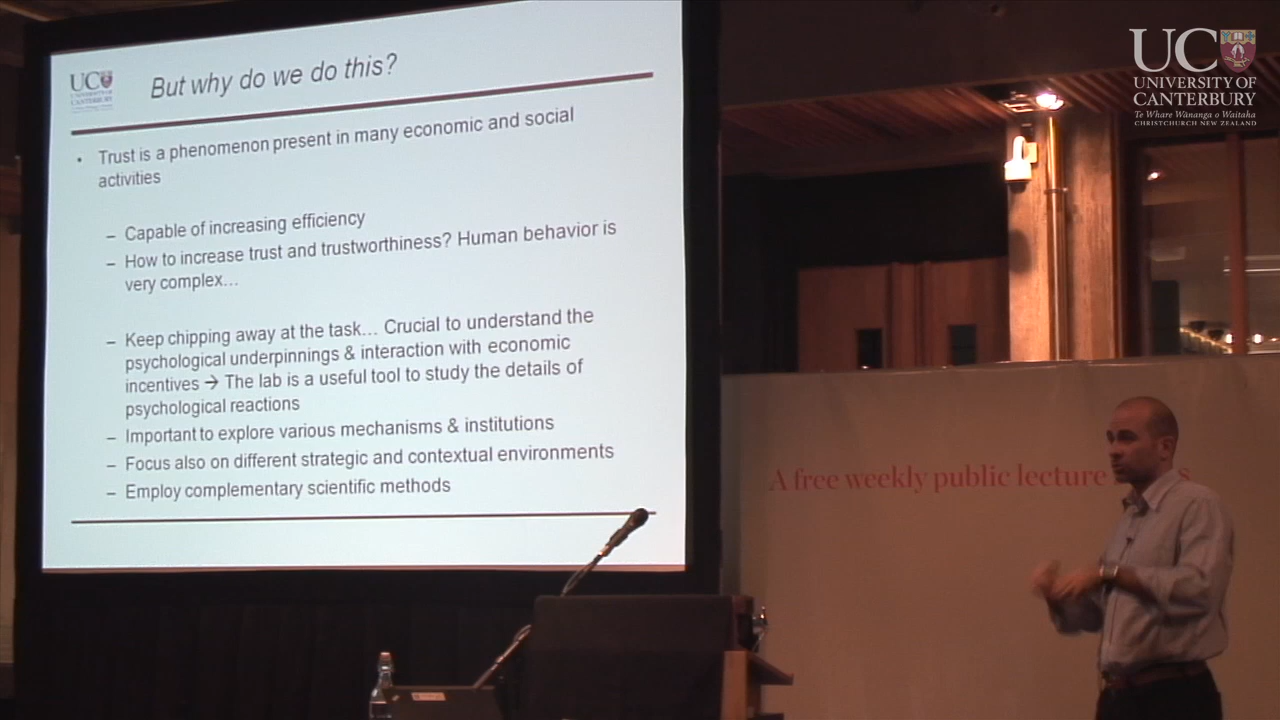 UC
UNIVERSITY OF
CANTERBURY
Te Whare Wānanga o Waitaha
CHRISTCHURCH NEW ZEALAND
UC
UNIVERSITY OF
CANTERBURY
But why do we do this?
• Trust is a phenomenon present in many economic and social
activities
– Capable of increasing efficiency
– How to increase trust and trustworthiness? Human behavior is
very complex…
– Keep chipping away at the task… Crucial to understand the
psychological underpinnings & interaction with economic
incentives → The lab is a useful tool to study the details of
psychological reactions
– Important to explore various mechanisms & institutions
– Focus also on different strategic and contextual environments
– Employ complementary scientific methods
A free weekly public lecture